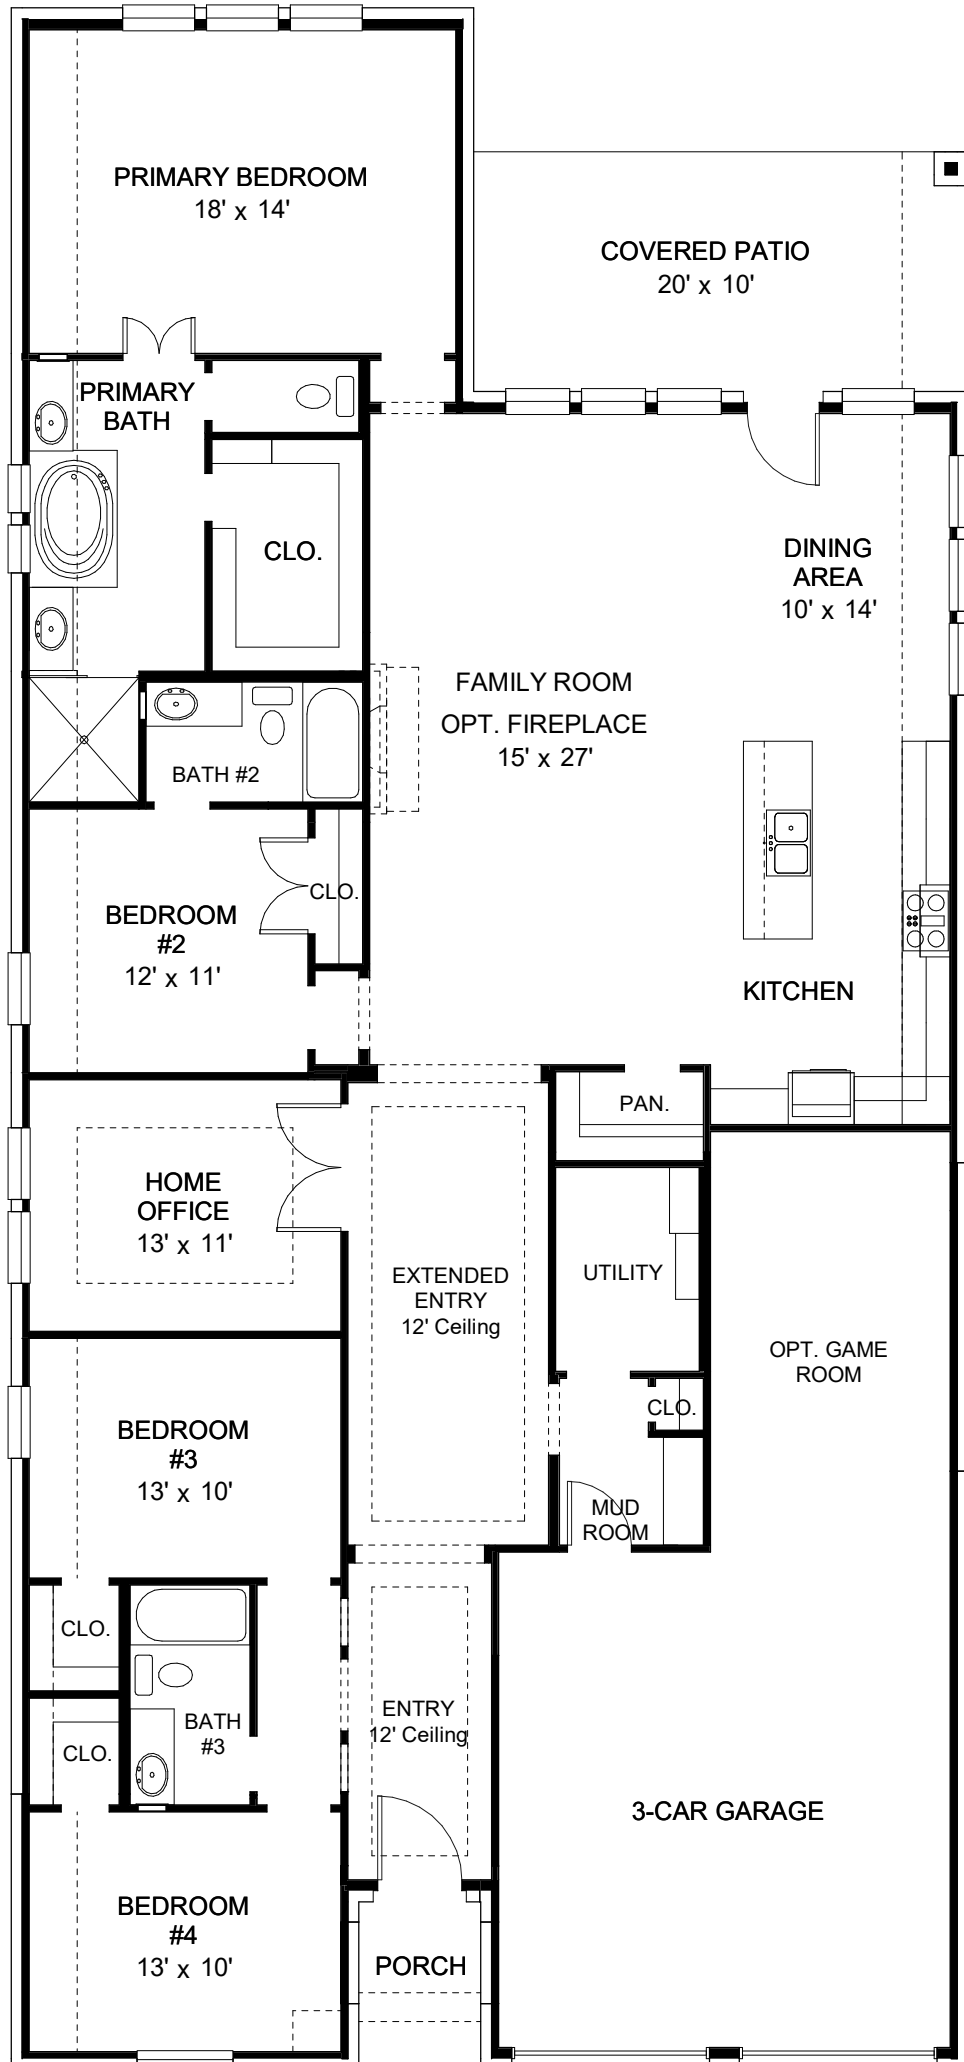 PRIMARY BEDROOM
18' x 14'
COVERED PATIO
20' x 10'
PRIMARY
BATH
CLO.
DINING
AREA
10' x 14'
FAMILY ROOM
OPT. FIREPLACE
15' x 27'
BATH #2
CLO.
BEDROOM
#2
12' x 11'
KITCHEN
PAN.
HOME
OFFICE
13' x 11'
EXTENDED
ENTRY
12' Ceiling
UTILITY
OPT. GAME
ROOM
CLO.
BEDROOM
#3
13' x 10'
MUD
ROOM
CLO.
BATH
#3
CLO.
ENTRY
12' Ceiling
3-CAR GARAGE
BEDROOM
#4
13' x 10'
PORCH